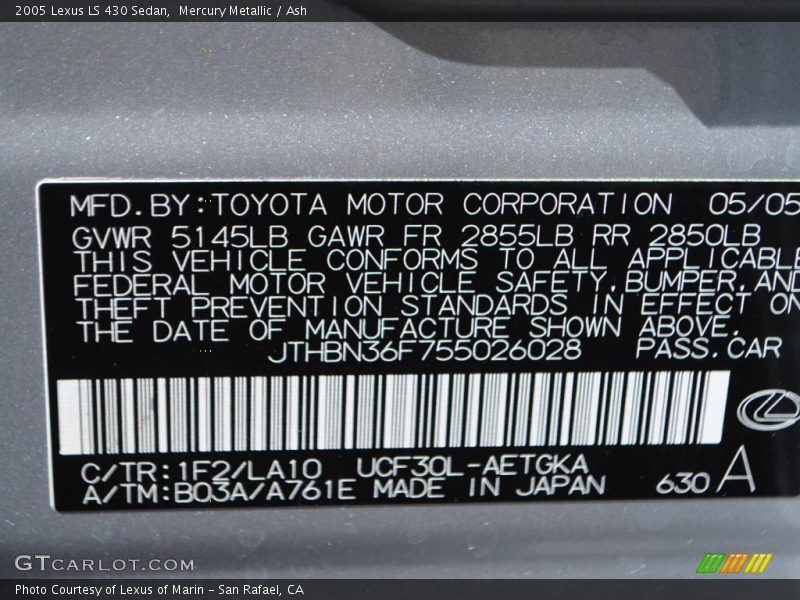 2005 Lexus LS 430 Sedan, Mercury Metallic / Ash
MFD.BY:TOYOTA MOTOR CORPORATION 05/05
GVWR 5145LB GAWR FR 2855LB RR 2850LB
THIS VEHICLE CONFORMS TO ALL APPLICABLE
FEDERAL MOTOR VEHICLE SAFETY,BUMPER,AND
THEFT PREVENTION STANDARDS IN EFFECT ON
THE DATE OF MANUFACTURE SHOWN ABOVE.
JTHBN36F755026028 PASS.CAR
C/TR:1F2/LA10 UCF30L-AETGKA
A/TM:B03A/A761E MADE IN JAPAN 630 A
GTCARLOT.COM
Photo Courtesy of Lexus of Marin - San Rafael, CA